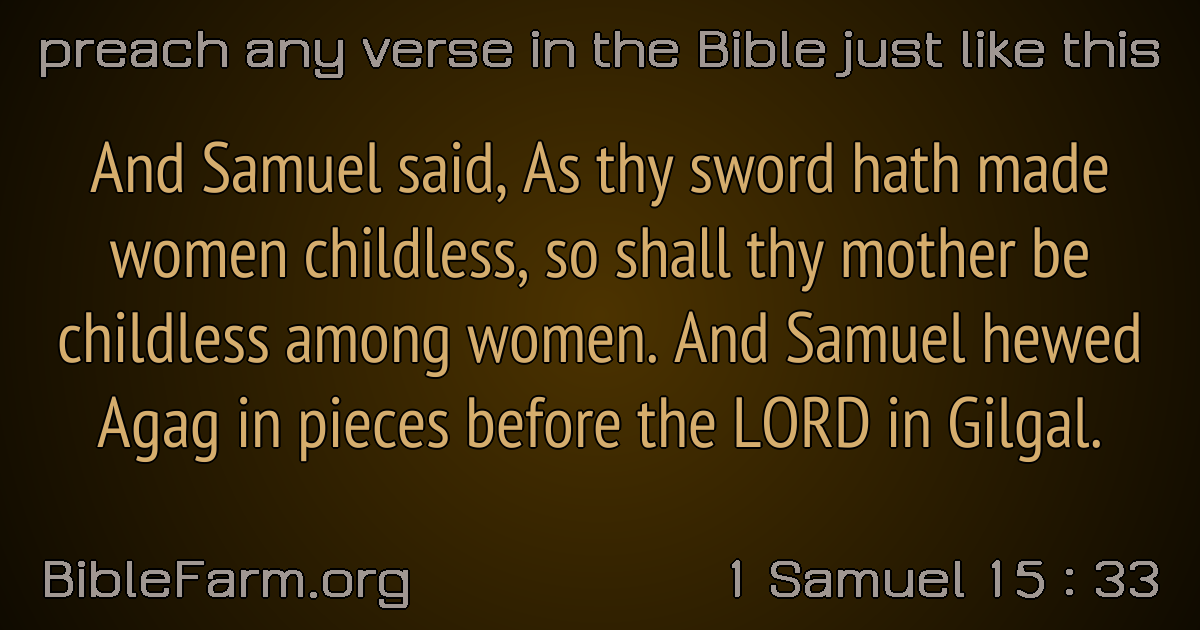 preach any verse in the Bible just like this
And Samuel said, As thy sword hath made
women childless, so shall thy mother be
childless among women. And Samuel hewed
Agag in pieces before the LORD in Gilgal.
BibleFarm.org 1 Samuel 15 : 33